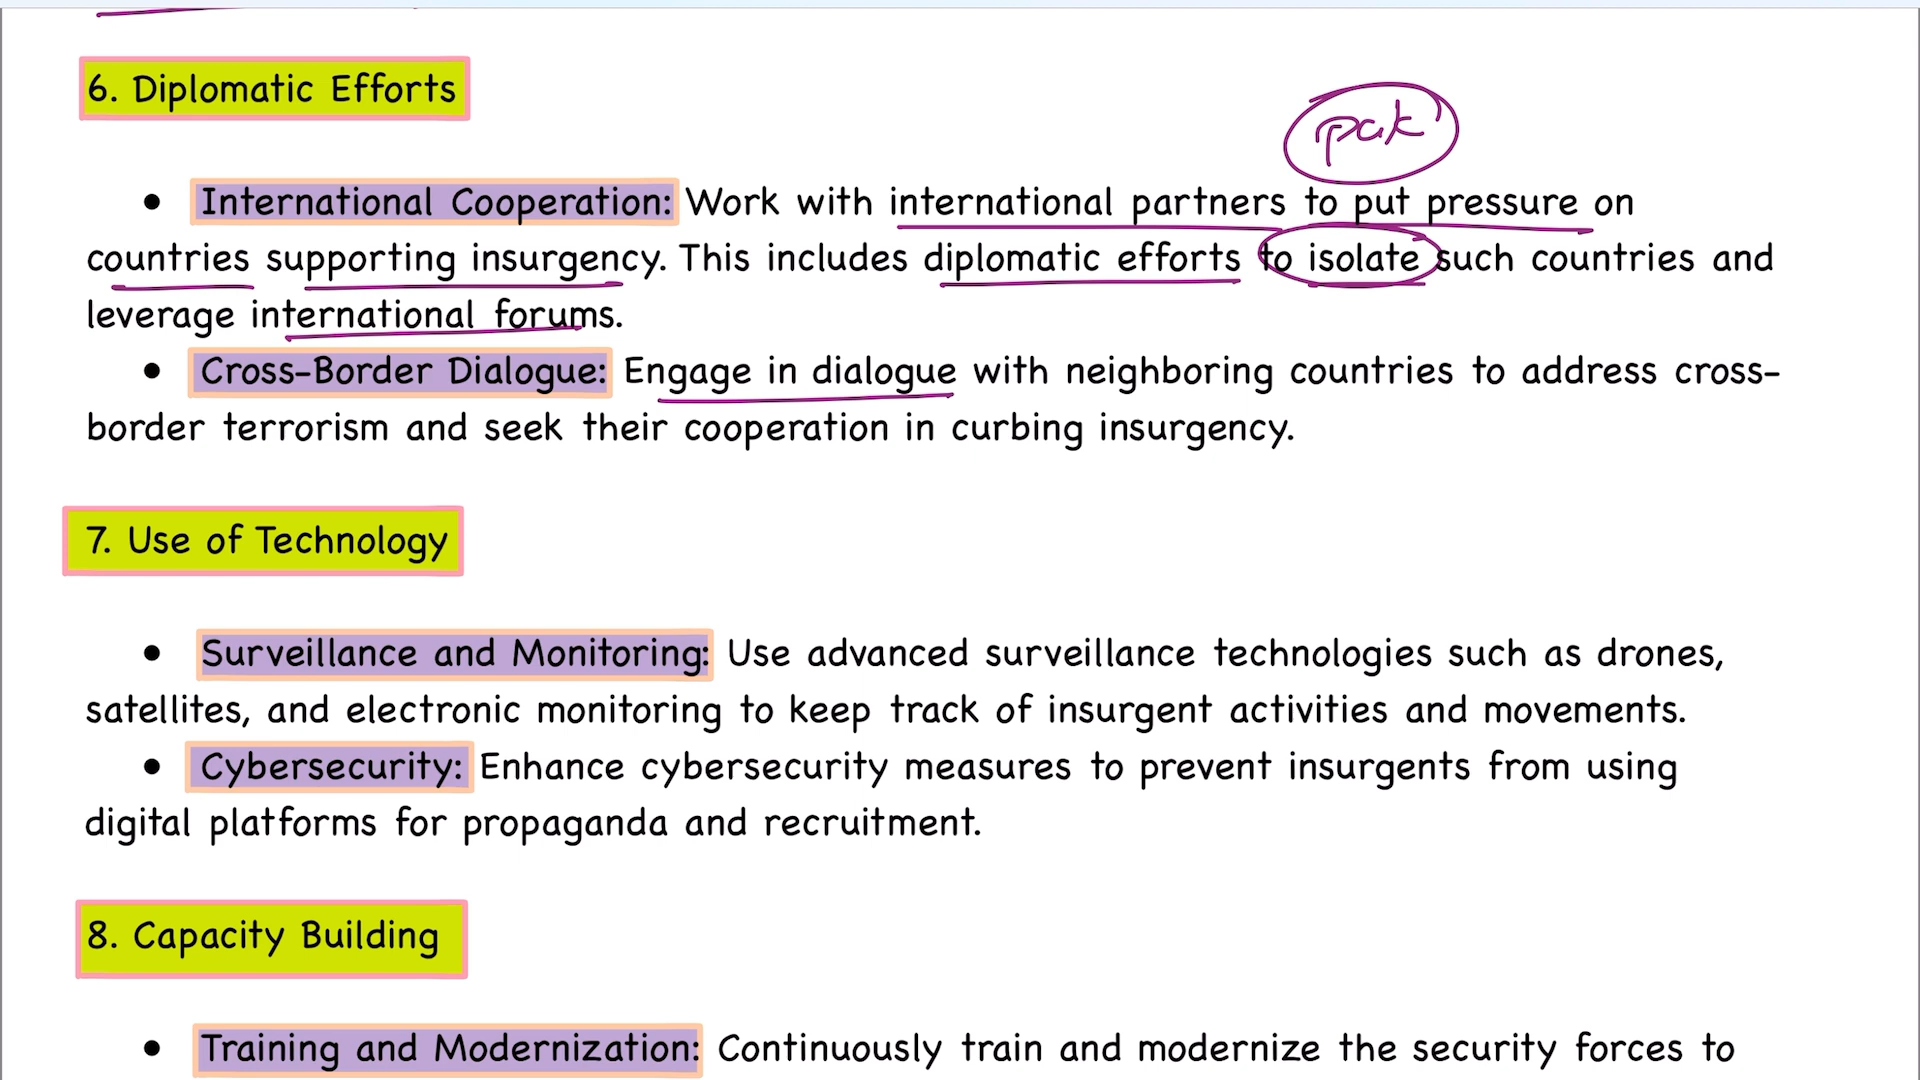 6. Diplomatic Efforts
pak
• International Cooperation: Work with international partners to put pressure on
countries supporting insurgency. This includes diplomatic efforts to isolate such countries and
leverage international forums.
• Cross-Border Dialogue: Engage in dialogue with neighboring countries to address cross-
border terrorism and seek their cooperation in curbing insurgency.
7. Use of Technology
• Surveillance and Monitoring: Use advanced surveillance technologies such as drones,
satellites, and electronic monitoring to keep track of insurgent activities and movements.
• Cybersecurity: Enhance cybersecurity measures to prevent insurgents from using
digital platforms for propaganda and recruitment.
8. Capacity Building
• Training and Modernization: Continuously train and modernize the security forces to